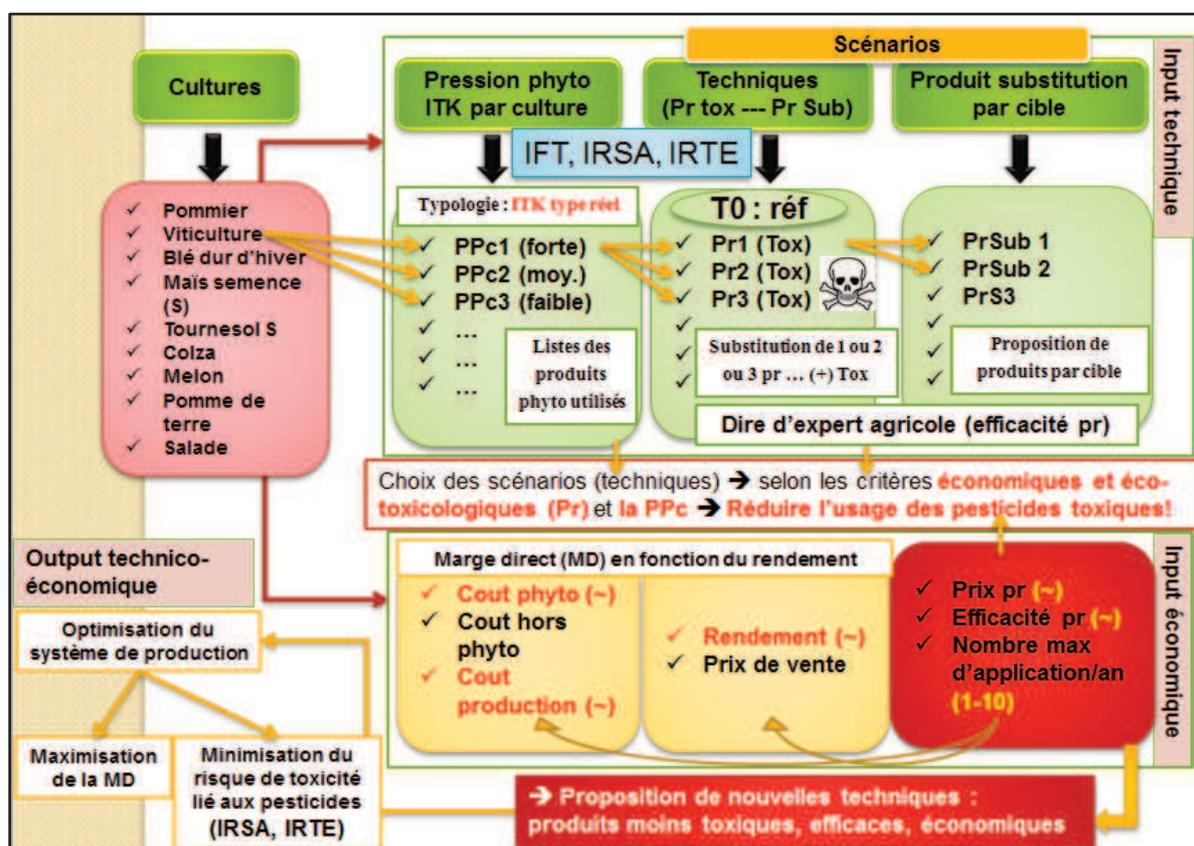 Scénarios
Cultures
Pression phyto
ITK par culture
Techniques
(Pr tox --- Pr Sub)
Produit substitution
par cible
Input technique
IFT, IRSA, IRTE
✓ Pommier
✓ Viticulture
✓ Blé dur d'hiver
✓ Maïs semence
(S)
✓ Tournesol S
✓ Colza
✓ Melon
✓ Pomme de
terre
✓ Salade
Typologie : ITK type réel
✓ PPc1 (forte)
✓ PPc2 (moy.)
✓ PPc3 (faible)
✓ ...
✓ ...
✓ ...
Listes des
produits
phyto utilisés
T0 : réf
✓ Pr1 (Tox)
✓ Pr2 (Tox)
✓ Pr3 (Tox)
✓
✓
✓
Substitution de 1 ou 2
ou 3 pr ... (+) Tox
✓ PrSub 1
✓ PrSub 2
✓ PrS3
✓
✓
✓
Proposition de
produits par cible
Dire d'expert agricole (efficacité pr)
Choix des scénarios (techniques) ➔ selon les critères économiques et éco-
toxicologiques (Pr) et la PPc ➔ Réduire l'usage des pesticides toxiques!
Output technico-
économique
Optimisation du
système de production
Maximisation
de la MD
Minimisation du
risque de toxicité
lié aux pesticides
(IRSA, IRTE)
Marge direct (MD) en fonction du rendement
✓ Cout phyto (~)
✓ Cout hors
phyto
✓ Cout
production (~)
✓ Rendement (~)
✓ Prix de vente
✓ Prix pr (~)
✓ Efficacité pr (~)
✓ Nombre max
d'application/an
(1-10)
Input économique
➔ Proposition de nouvelles techniques :
produits moins toxiques, efficaces, économiques